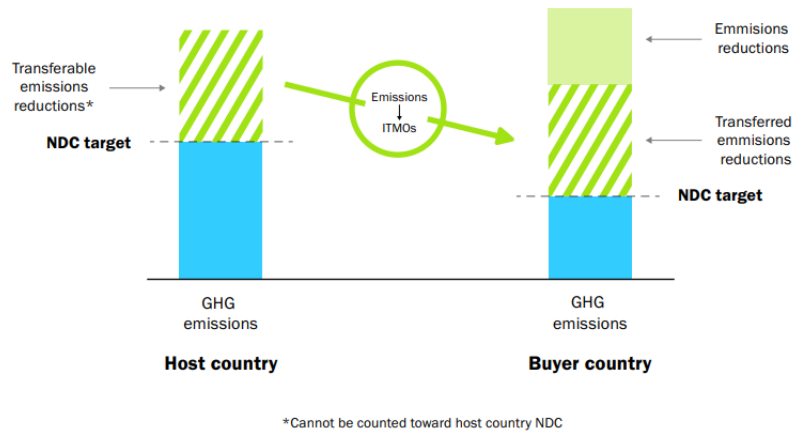 Transferable
emissions
reductions*
NDC target
GHG
emissions
Host country
Emissions
ITMOs
Emmisions
reductions
Transferred
emmisions
reductions
NDC target
GHG
emissions
Buyer country
*Cannot be counted toward host country NDC